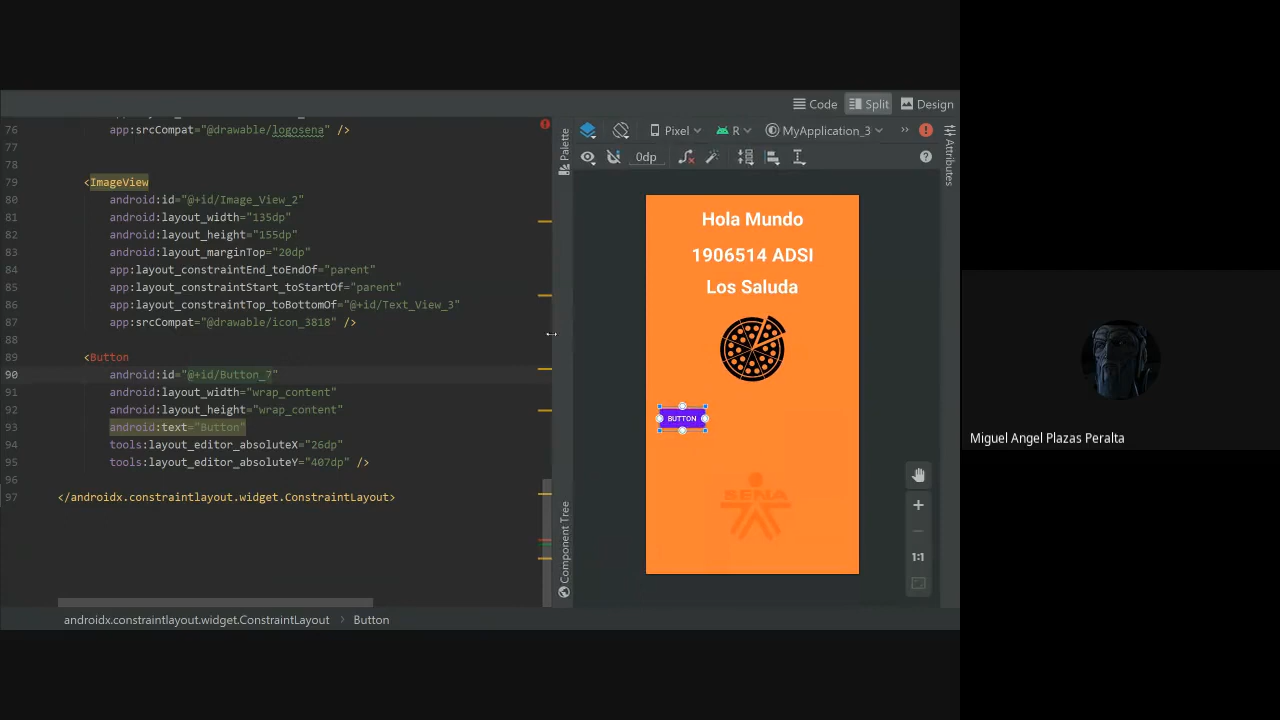 Code Split Design
76 app:srcCompat="@drawable/logosena" />
77
78
79 <ImageView
80 android:id="@+id/Image_View_2"
81 android:layout_width="135dp"
82 android:layout_height="155dp"
83 android:layout_marginTop="20dp"
84 app:layout_constraintEnd_toEndOf="parent"
85 app:layout_constraintStart_toStartOf="parent"
86 app:layout_constraintTop_toBottomOf="@+id/Text_View_3"
87 app:srcCompat="@drawable/icon_3818" />
88
89 <Button
90 android:id="@+id/Button_7"
91 android:layout_width="wrap_content"
92 android:layout_height="wrap_content"
93 android:text="Button"
94 tools:layout_editor_absoluteX="26dp"
95 tools:layout_editor_absoluteY="407dp" />
96
97 </androidx.constraintlayout.widget.ConstraintLayout>
androidx.constraintlayout.widget.ConstraintLayout › Button
Palette
Component Tree
Pixel R MyApplication_3 »
0dp
Attributes
Hola Mundo
1906514 ADSI
Los Saluda
BUTTON
SENA
1:1
Miguel Angel Plazas Peralta